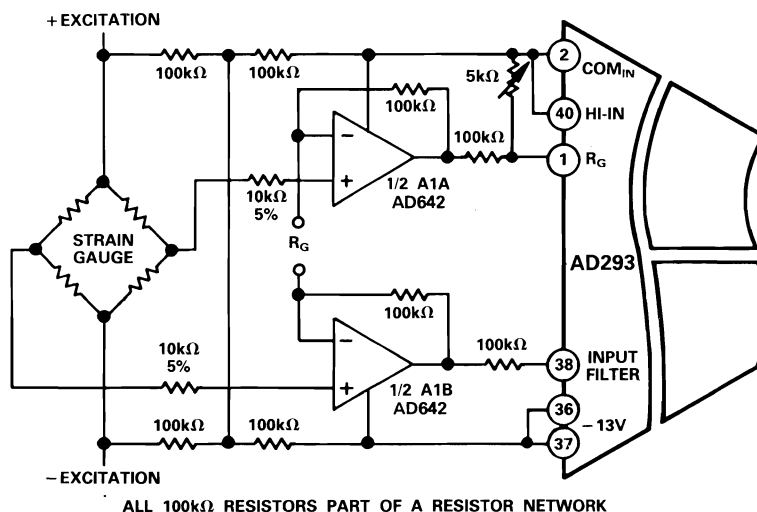 +EXCITATION
100kΩ
100kΩ
5kΩ
2
COMIN
100kΩ
40
HI-IN
100kΩ
−
1
RG
+
10kΩ
5%
1/2 A1A
AD642
STRAIN
GAUGE
RG
AD293
100kΩ
−
10kΩ
5%
100kΩ
38
INPUT
FILTER
+
1/2 A1B
AD642
36
−13V
100kΩ
100kΩ
37
−EXCITATION
ALL 100kΩ RESISTORS PART OF A RESISTOR NETWORK